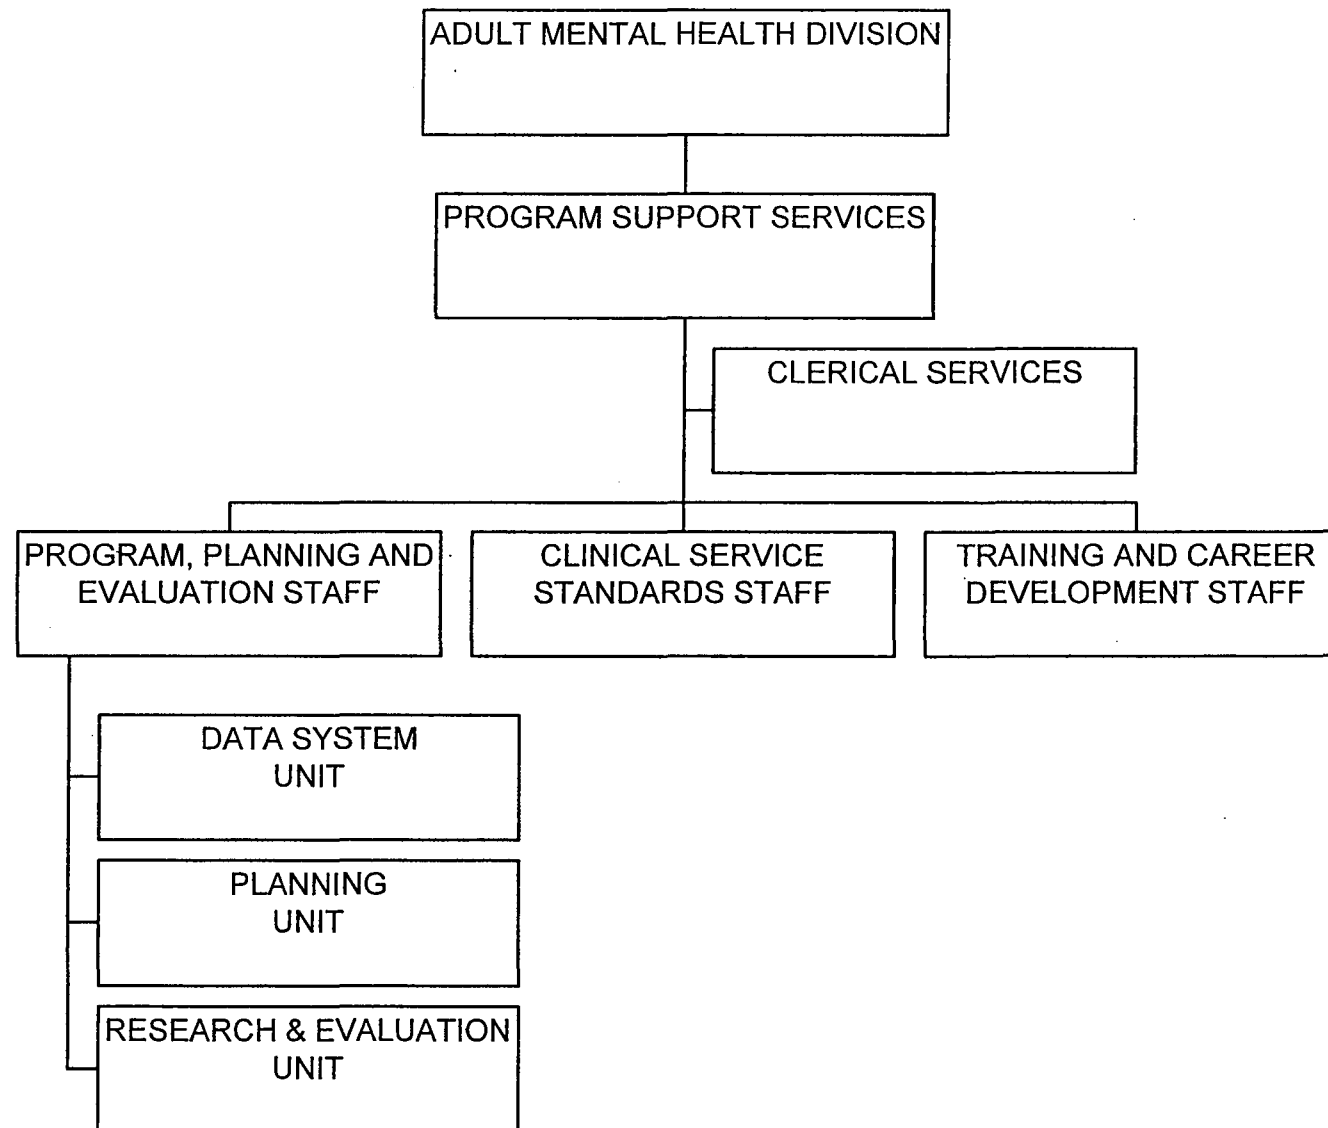 ADULT MENTAL HEALTH DIVISION
PROGRAM SUPPORT SERVICES
CLERICAL SERVICES
PROGRAM, PLANNING AND
EVALUATION STAFF
CLINICAL SERVICE
STANDARDS STAFF
TRAINING AND CAREER
DEVELOPMENT STAFF
DATA SYSTEM
UNIT
PLANNING
UNIT
RESEARCH & EVALUATION
UNIT